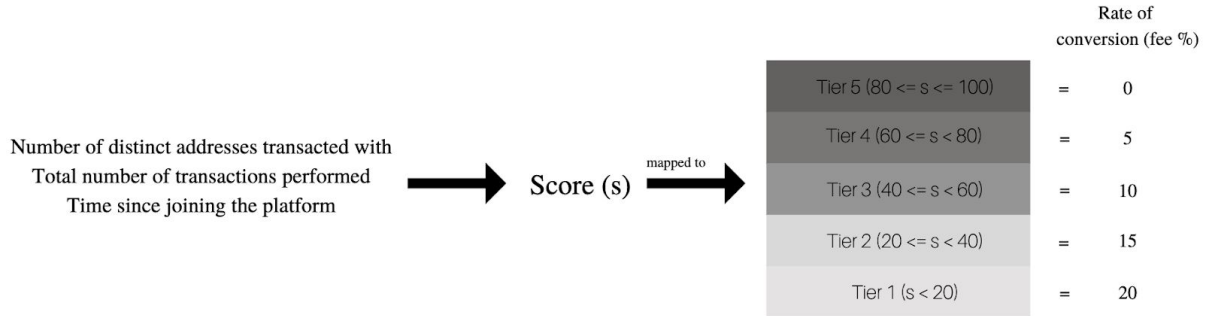 Rate of
conversion (fee %)
Tier 5 (80 <= s <= 100) = 0
Tier 4 (60 <= s < 80) = 5
Number of distinct addresses transacted with
Total number of transactions performed
Time since joining the platform
Score (s)
mapped to
Tier 3 (40 <= s < 60) = 10
Tier 2 (20 <= s < 40) = 15
Tier 1 (s < 20) = 20